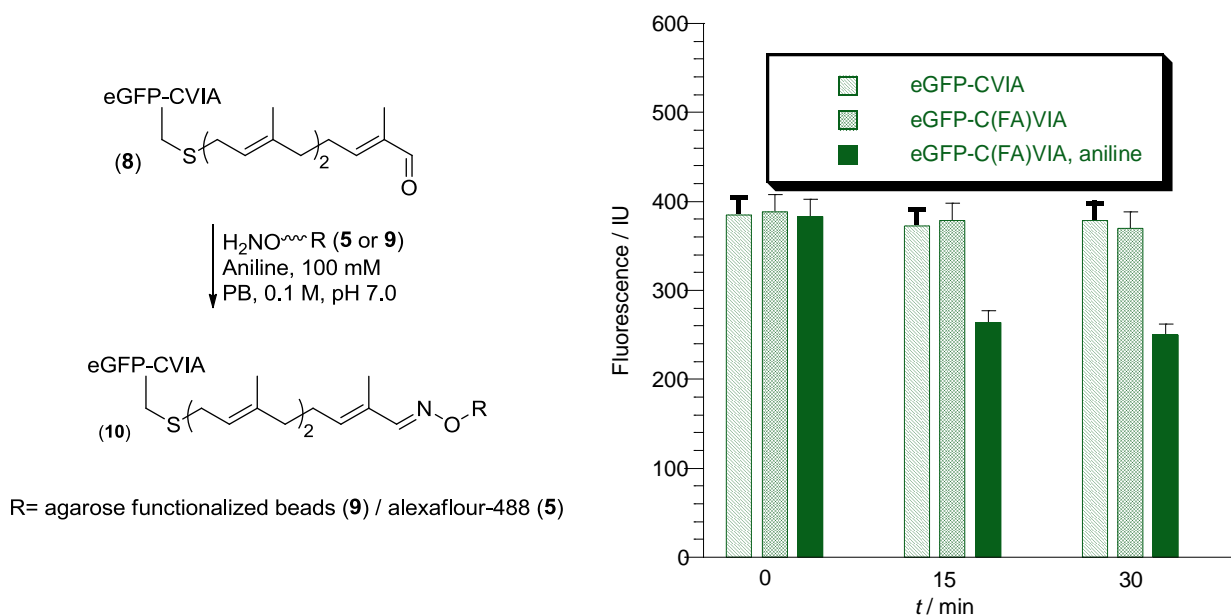 eGFP-CVIA
(8)
S
(
)
2
O
H₂NO R (5 or 9)
Aniline, 100 mM
PB, 0.1 M, pH 7.0
eGFP-CVIA
(10)
S
(
)
2
N
O
R
R= agarose functionalized beads (9) / alexaflour-488 (5)
600
500
400
300
200
100
0
Fluorescence / IU
eGFP-CVIA
eGFP-C(FA)VIA
eGFP-C(FA)VIA, aniline
0
15
30
t / min